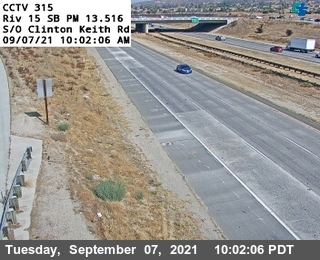 CCTV 315
Riv 15 SB PM 13.516
S/O Clinton Keith Rd
09/07/21 10:02:06 AM
Tuesday, September 07, 2021 10:02:06 PDT